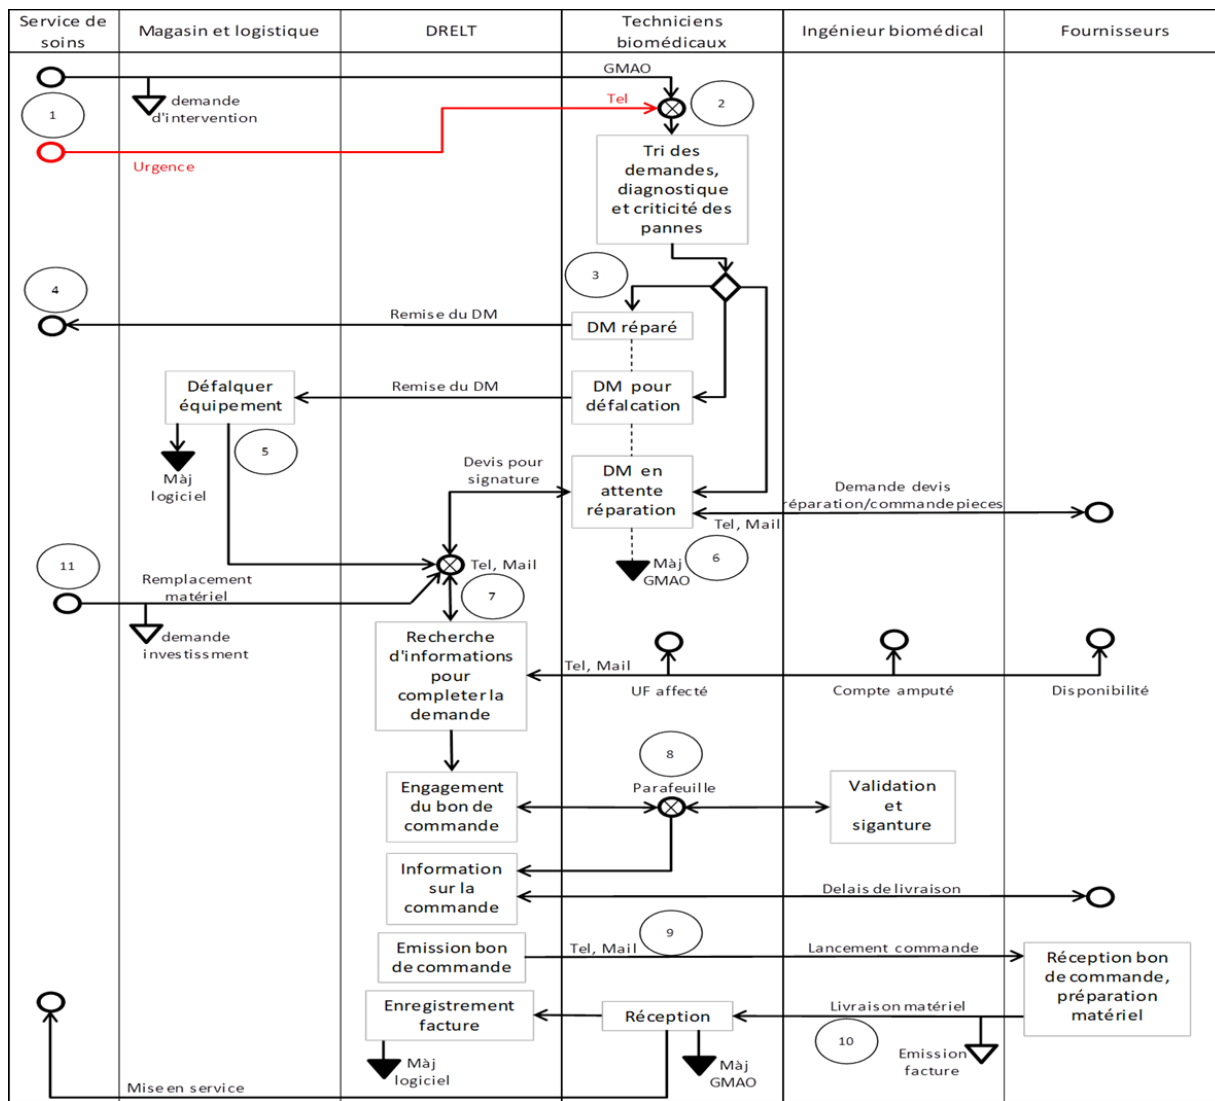 Service de
soins
Magasin et logistique
DRELT
Techniciens
biomédicaux
Ingénieur biomédical
Fournisseurs
GMAO
demande
d'intervention
1
Tel
2
Urgence
Tri des
demandes,
diagnostique
et criticité des
pannes
3
4
Remise du DM
DM réparé
Défalquer
équipement
Remise du DM
DM pour
défalcation
5
Màj
logiciel
Devis pour
signature
DM en
attente
réparation
Demande devis
réparation/commande pieces
Tel, Mail
6
Màj
GMAO
11
Remplacement
matériel
Tel, Mail
7
demande
investissment
Recherche
d'informations
pour
completer la
demande
Tel, Mail
UF affecté
Compte amputé
Disponibilité
8
Engagement
du bon de
commande
Parafeuille
Validation
et
siganture
Information
sur la
commande
Delais de livraison
9
Emission bon
de commande
Tel, Mail
Lancement commande
Réception bon
de commande,
préparation
matériel
Enregistrement
facture
Réception
Livraison matériel
10
Emission
facture
Màj
logiciel
Màj
GMAO
Mise en service